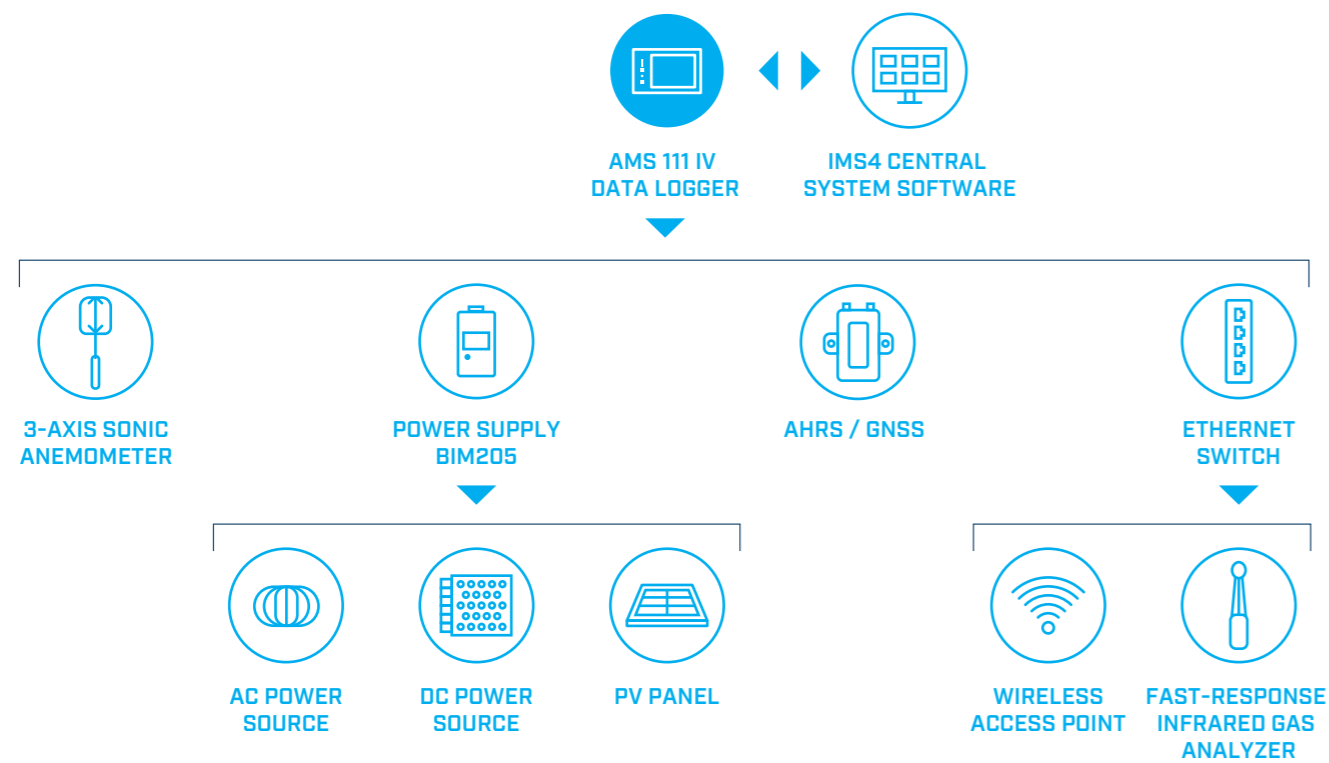 AMS 111 IV
DATA LOGGER
IMS4 CENTRAL
SYSTEM SOFTWARE
3-AXIS SONIC
ANEMOMETER
POWER SUPPLY
BIM205
AHRS / GNSS
ETHERNET
SWITCH
AC POWER
SOURCE
DC POWER
SOURCE
PV PANEL
WIRELESS
ACCESS POINT
FAST-RESPONSE
INFRARED GAS
ANALYZER